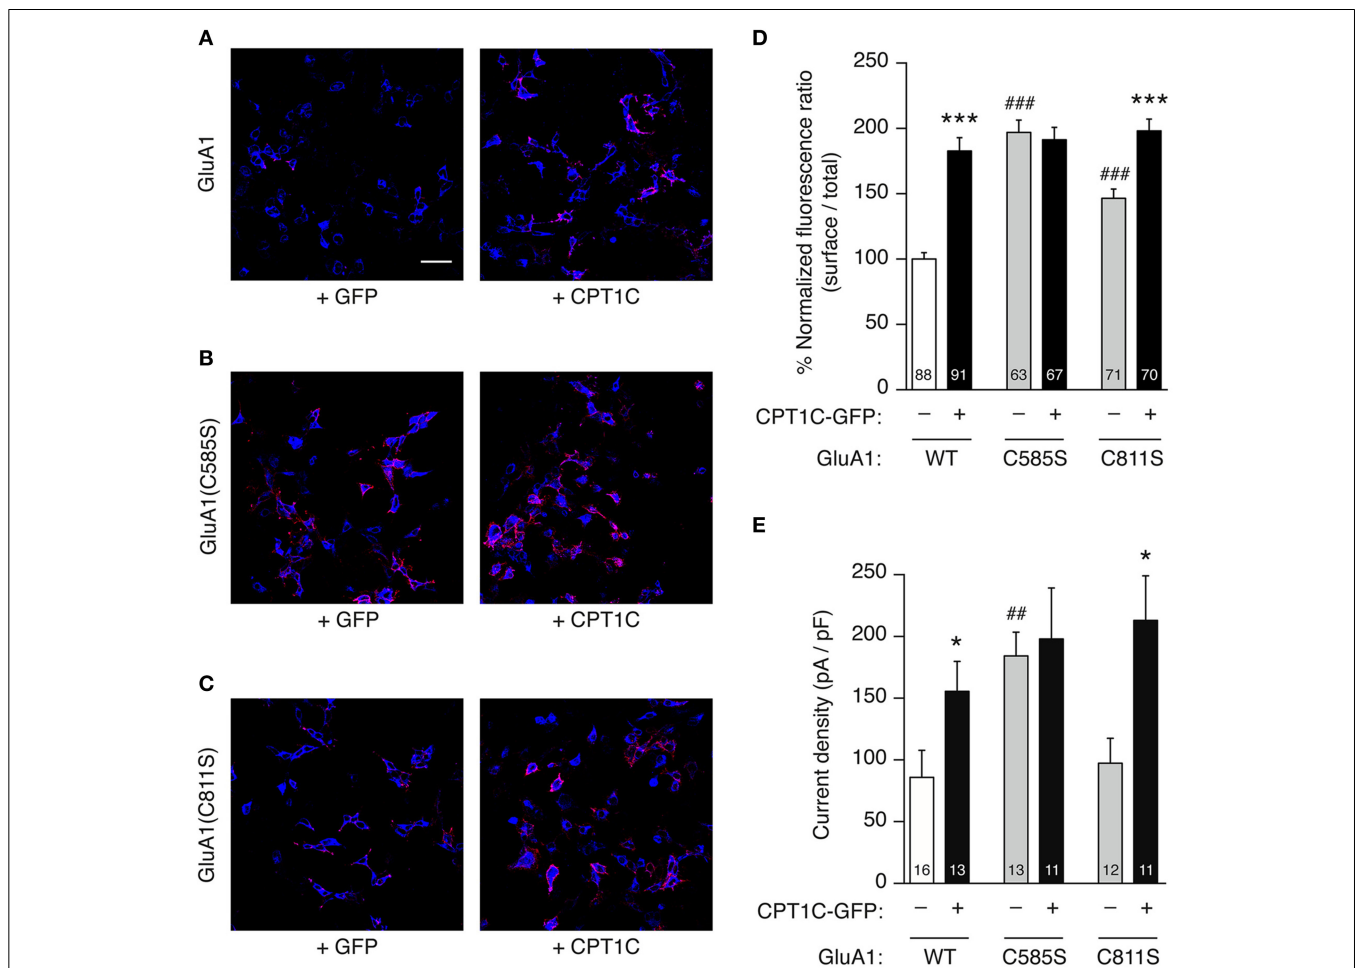 A
GluA1
+ GFP
+ CPT1C
B
GluA1(C585S)
+ GFP
+ CPT1C
C
GluA1(C811S)
+ GFP
+ CPT1C
D
% Normalized fluorescence ratio
(surface / total)
250
200
150
100
50
0
***
###
###
***
88 91 63 67 71 70
CPT1C-GFP: − + − + − +
GluA1: WT C585S C811S
E
Current density (pA / pF)
250
200
150
100
50
0
*
##
*
16 13 13 11 12 11
CPT1C-GFP: − + − + − +
GluA1: WT C585S C811S